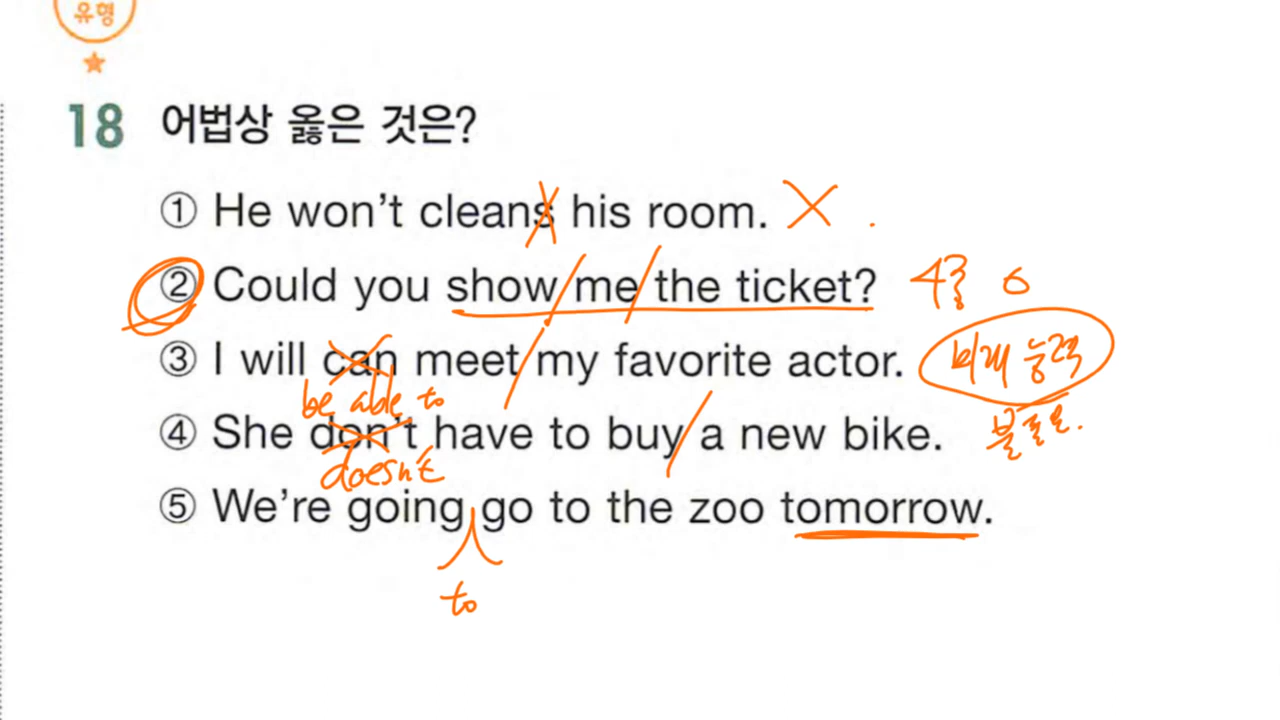 유형
18 어법상 옳은 것은?
① He won't cleans his room. X
② Could you show me the ticket? 4형 o
③ I will can meet my favorite actor. 미래 능력
be able to
④ She don't have to buy a new bike. 불필요.
doesn't
⑤ We're going go to the zoo tomorrow.
to